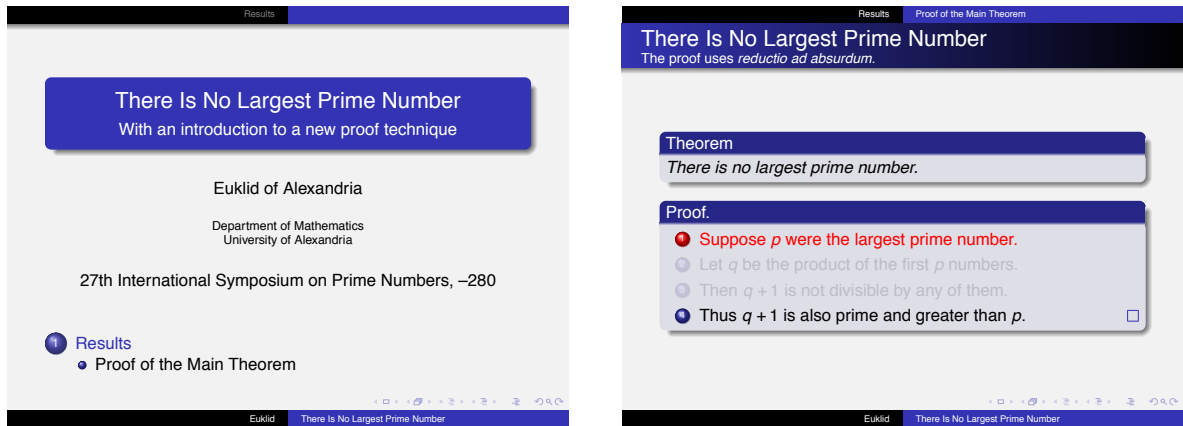 Results
There Is No Largest Prime Number
With an introduction to a new proof technique
Euklid of Alexandria
Department of Mathematics
University of Alexandria
27th International Symposium on Prime Numbers, –280
1 Results
Proof of the Main Theorem
Euklid There Is No Largest Prime Number
Results Proof of the Main Theorem
There Is No Largest Prime Number
The proof uses reductio ad absurdum.
Theorem
There is no largest prime number.
Proof.
1 Suppose p were the largest prime number.
2 Let q be the product of the first p numbers.
3 Then q + 1 is not divisible by any of them.
4 Thus q + 1 is also prime and greater than p. □
Euklid There Is No Largest Prime Number